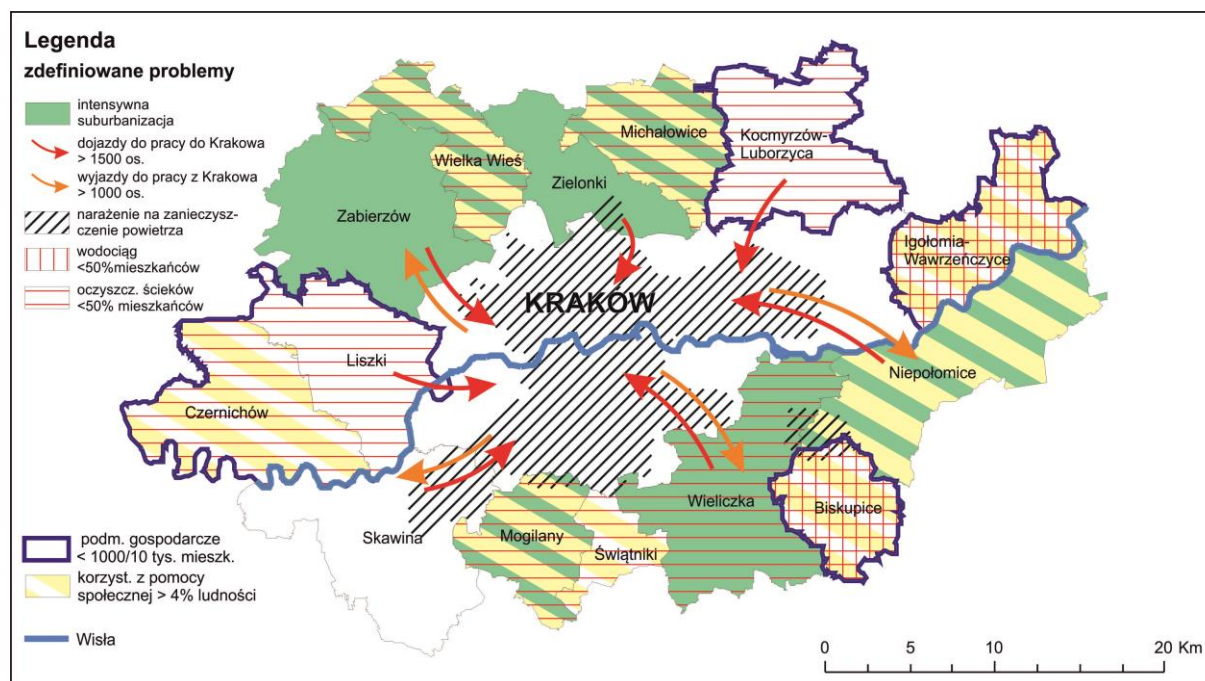 Legenda
zdefiniowane problemy
intensywna
suburbanizacja
dojazdy do pracy do Krakowa
> 1500 os.
wyjazdy do pracy z Krakowa
> 1000 os.
narażenie na zanieczysz-
czenie powietrza
wodociąg
<50%mieszkańców
oczyszcz. ścieków
<50% mieszkańców
Michałowice
Kocmyrzów-
Luborzyca
Wielka Wieś
Zielonki
Zabierzów
Igołomia-
Wawrzeńczyce
KRAKÓW
Liszki
Niepołomice
Czernichów
Wieliczka
Biskupice
Skawina
Mogilany
Świątniki
podm. gospodarcze
< 1000/10 tys. mieszk.
korzyst. z pomocy
społecznej > 4% ludności
Wisła
0 5 10 15 20 Km